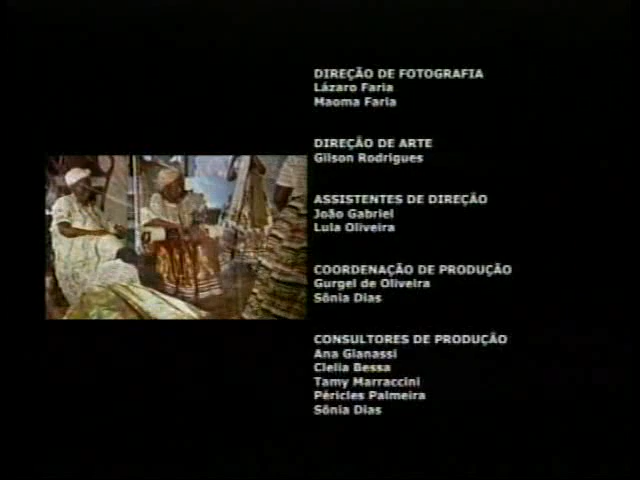 DIREÇÃO DE FOTOGRAFIA
Lázaro Faria
Maoma Faria
DIREÇÃO DE ARTE
Gilson Rodrigues
ASSISTENTES DE DIREÇÃO
João Gabriel
Lula Oliveira
COORDENAÇÃO DE PRODUÇÃO
Gurgel de Oliveira
Sônia Dias
CONSULTORES DE PRODUÇÃO
Ana Gianassi
Clelia Bessa
Tamy Marraccini
Péricles Palmeira
Sônia Dias